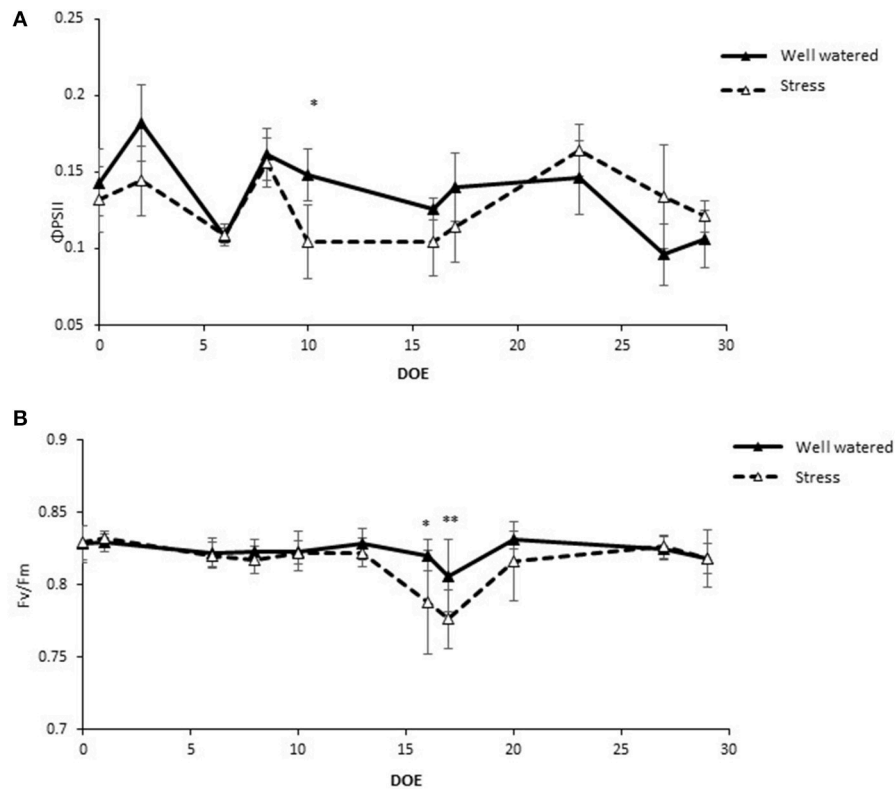 A
0.25
0.2
0.15
0.1
0.05
ΦPSII
*
Well watered
Stress
0 5 10 15 20 25 30
DOE
B
0.9
0.85
0.8
0.75
0.7
Fv/Fm
* **
Well watered
Stress
0 5 10 15 20 25 30
DOE